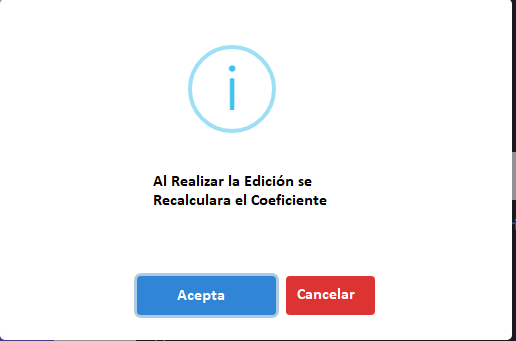 Al Realizar la Edición se
Recalculara el Coeficiente
Acepta
Cancelar